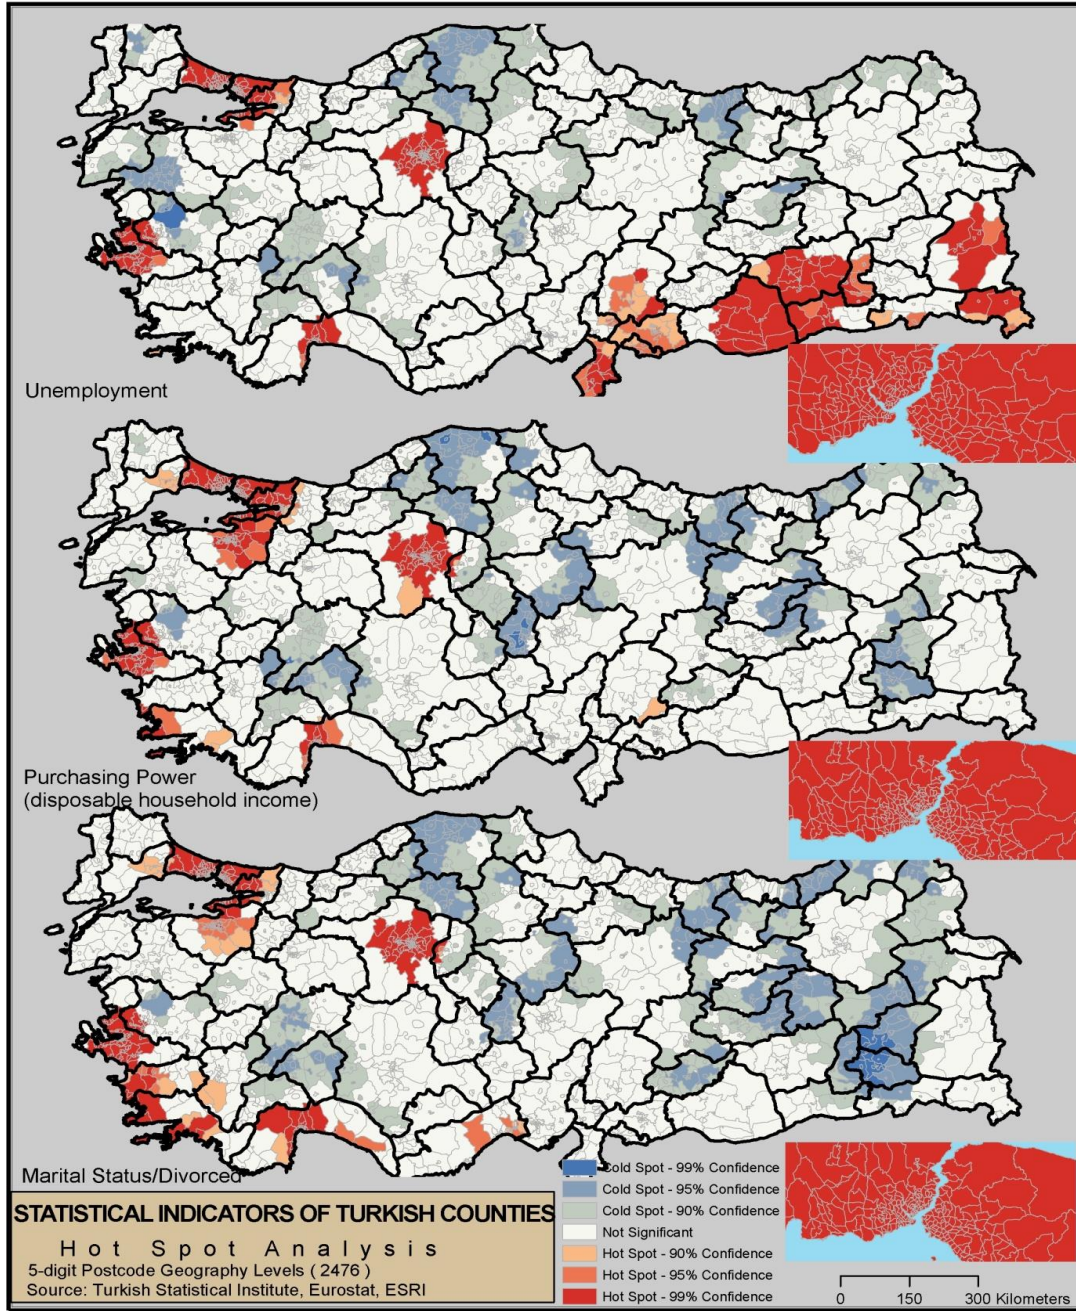 Unemployment
Purchasing Power
(disposable household income)
Marital Status/Divorced
STATISTICAL INDICATORS OF TURKISH COUNTIES
Hot Spot Analysis
5-digit Postcode Geography Levels ( 2476 )
Source: Turkish Statistical Institute, Eurostat, ESRI
Cold Spot - 99% Confidence
Cold Spot - 95% Confidence
Cold Spot - 90% Confidence
Not Significant
Hot Spot - 90% Confidence
Hot Spot - 95% Confidence
Hot Spot - 99% Confidence
0 150 300 Kilometers